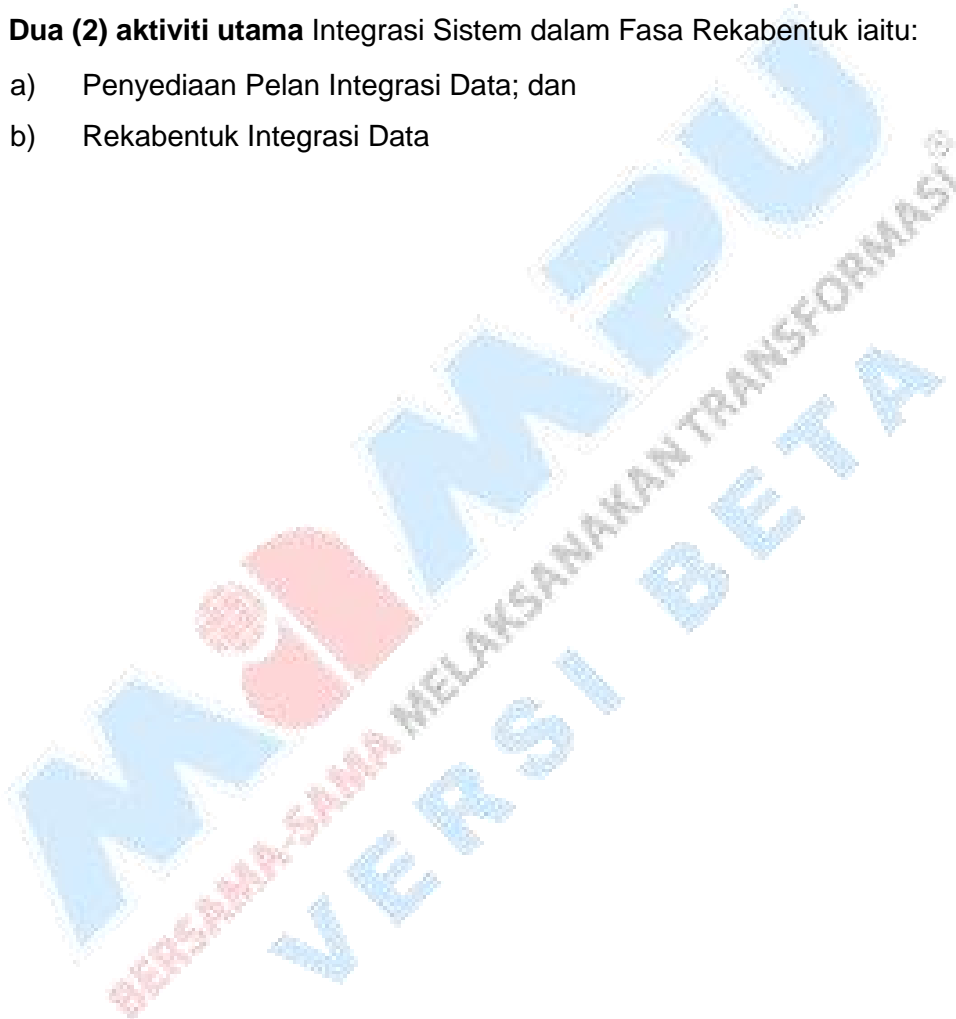 Dua (2) aktiviti utama Integrasi Sistem dalam Fasa Rekabentuk iaitu:
a) Penyediaan Pelan Integrasi Data; dan
b) Rekabentuk Integrasi Data
MAMPU
BERSAMA-SAMA MELAKSANAKAN TRANSFORMASI
VERSI BETA